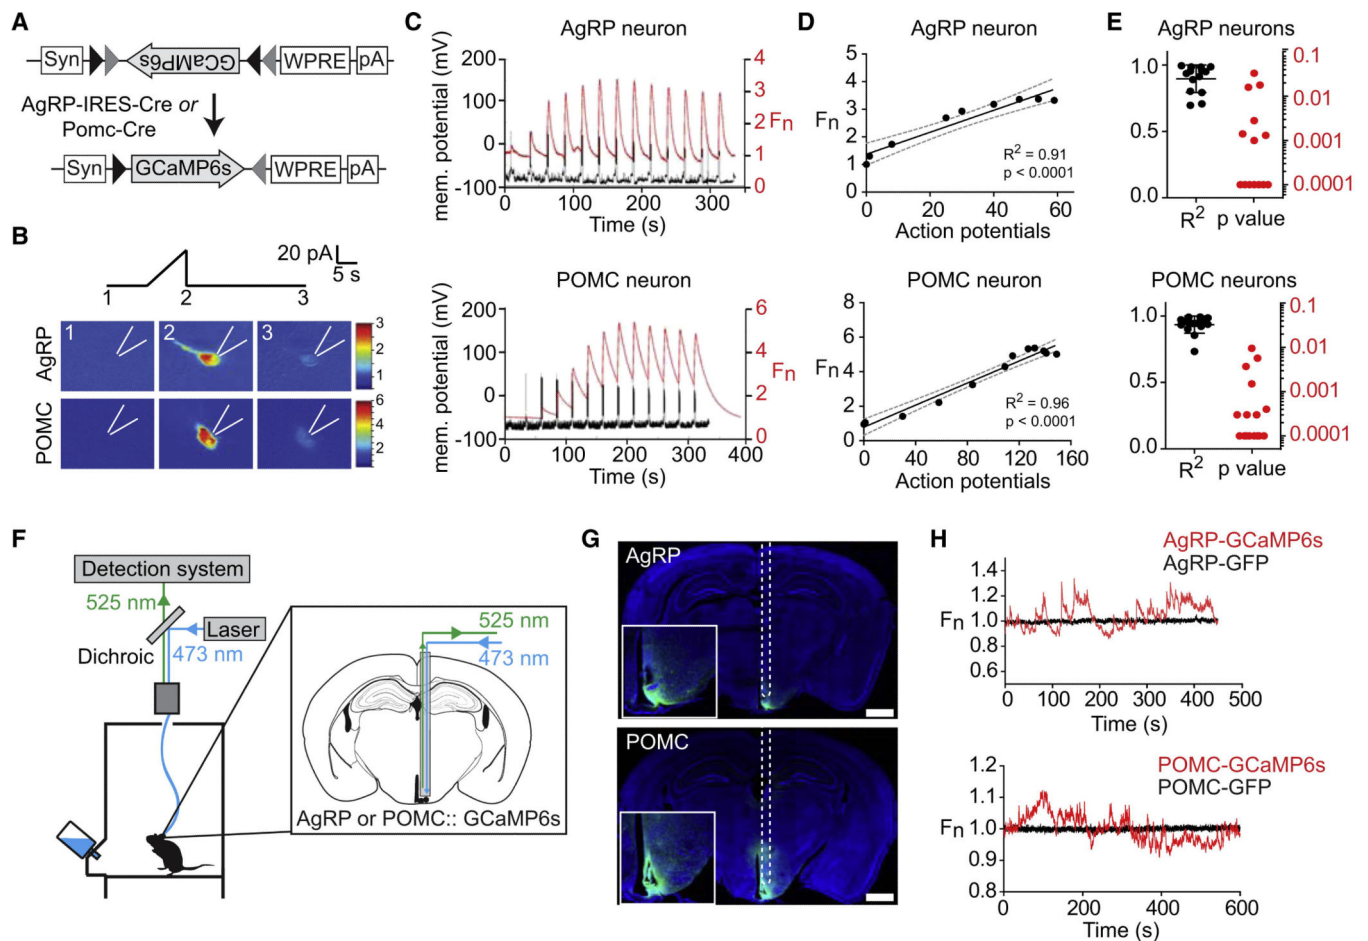 A
Syn GCaMP6s WPRE pA
AgRP-IRES-Cre or
Pomc-Cre
Syn GCaMP6s WPRE pA
B
20 pA
5 s
1 2 3
AgRP
1 2 3
3
2
2
1
1
POMC
6
4
2
C
AgRP neuron
mem. potential (mV)
200
100
0
-100
4
3
2
1
0
Fn
0 100 200 300
Time (s)
POMC neuron
mem. potential (mV)
200
100
0
-100
6
4
2
0
Fn
0 100 200 300 400
Time (s)
D
AgRP neuron
Fn
5
4
3
2
1
0
R2 = 0.91
p < 0.0001
0 20 40 60
Action potentials
POMC neuron
Fn
8
6
4
2
0
R2 = 0.96
p < 0.0001
0 40 80 120 160
Action potentials
E
AgRP neurons
1.0
0.5
0.0
0.1
0.01
0.001
0.0001
R2 p value
POMC neurons
1.0
0.5
0.0
0.1
0.01
0.001
0.0001
R2 p value
F
Detection system
525 nm
Laser
Dichroic
473 nm
525 nm
473 nm
AgRP or POMC:: GCaMP6s
G
AgRP
POMC
H
AgRP-GCaMP6s
AgRP-GFP
Fn
1.4
1.2
1.0
0.8
0.6
0 100 200 300 400 500
Time (s)
POMC-GCaMP6s
POMC-GFP
Fn
1.2
1.1
1.0
0.9
0.8
0 200 400 600
Time (s)